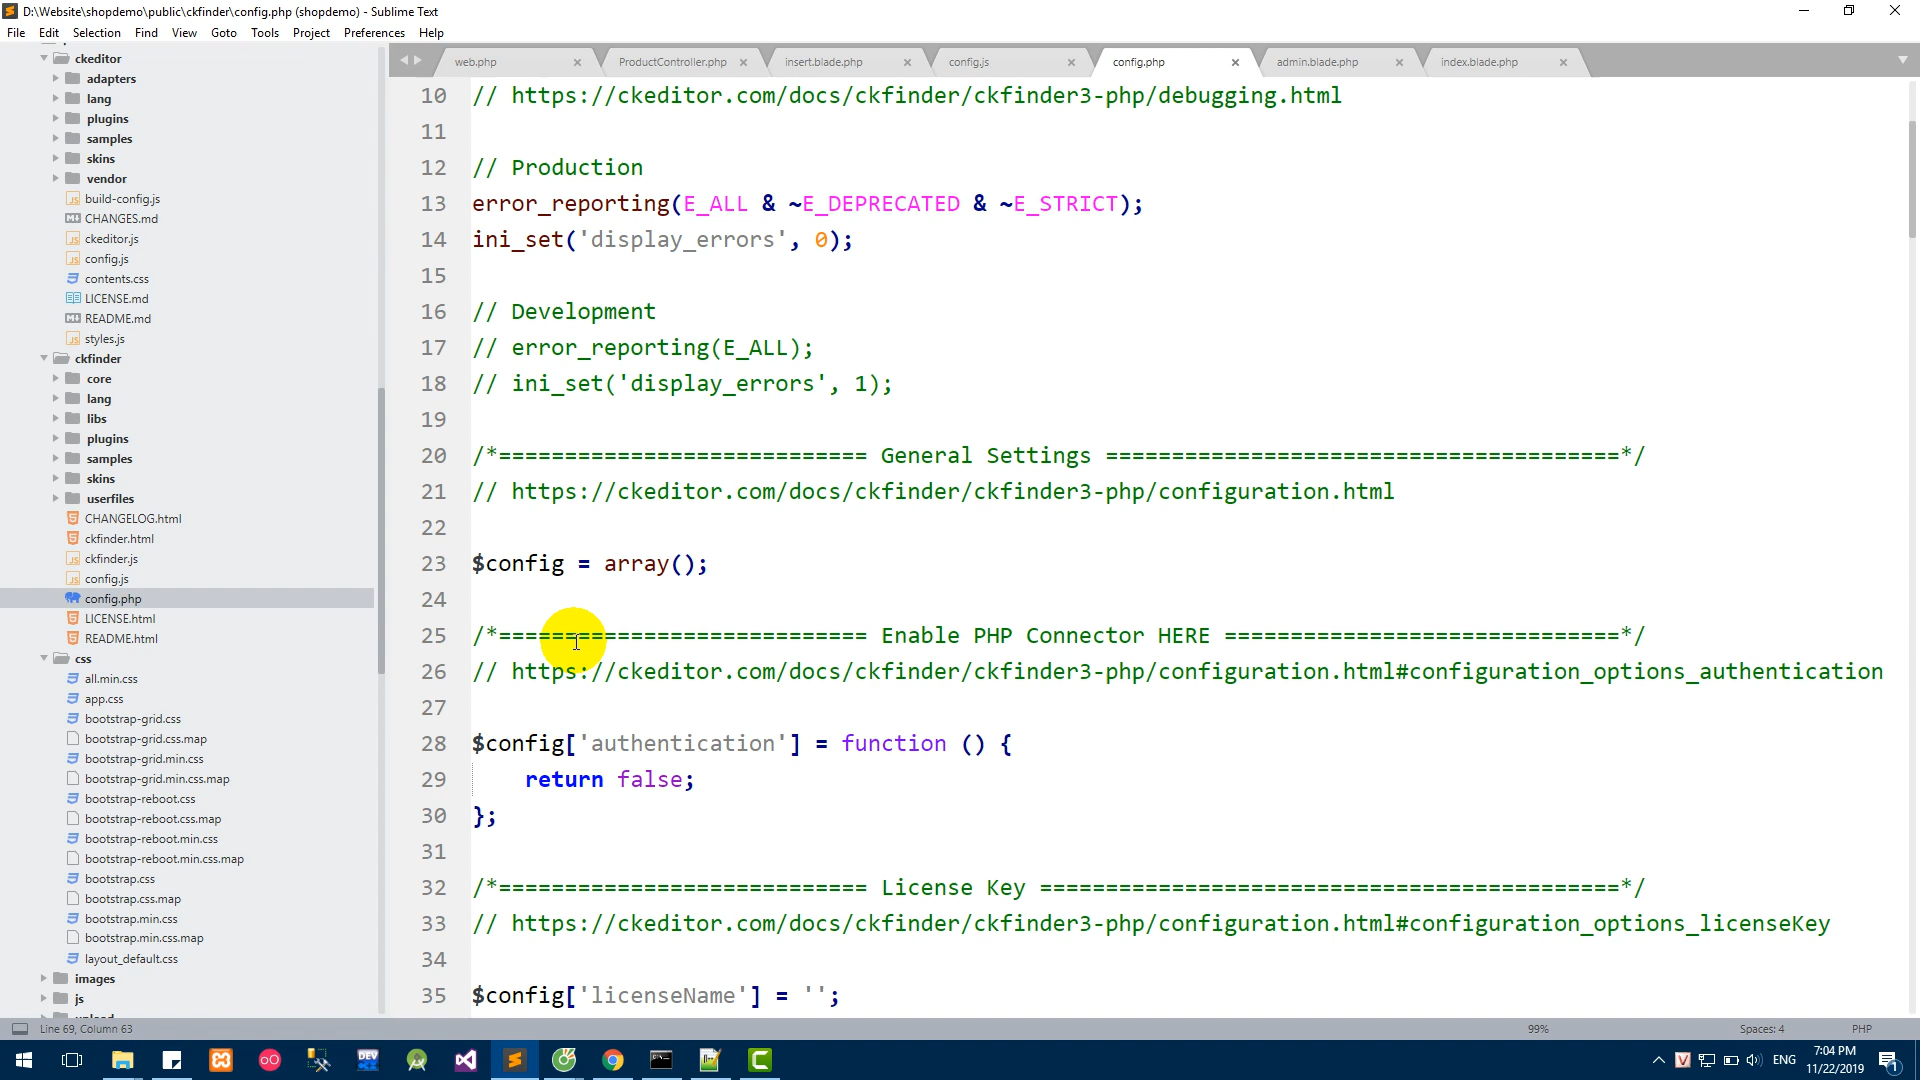 D:\Website\shopdemo\public\ckfinder\config.php (shopdemo) - Sublime Text
File Edit Selection Find View Goto Tools Project Preferences Help
web.php
ProductController.php
insert.blade.php
config.js
config.php
admin.blade.php
index.blade.php
ckeditor
adapters
lang
plugins
samples
skins
vendor
build-config.js
CHANGES.md
ckeditor.js
config.js
contents.css
LICENSE.md
README.md
styles.js
ckfinder
core
lang
libs
plugins
samples
skins
userfiles
CHANGELOG.html
ckfinder.html
ckfinder.js
config.js
config.php
LICENSE.html
README.html
css
all.min.css
app.css
bootstrap-grid.css
bootstrap-grid.css.map
bootstrap-grid.min.css
bootstrap-grid.min.css.map
bootstrap-reboot.css
bootstrap-reboot.css.map
bootstrap-reboot.min.css
bootstrap-reboot.min.css.map
bootstrap.css
bootstrap.css.map
bootstrap.min.css
bootstrap.min.css.map
layout_default.css
images
js
10 // https://ckeditor.com/docs/ckfinder/ckfinder3-php/debugging.html
11
12 // Production
13 error_reporting(E_ALL & ~E_DEPRECATED & ~E_STRICT);
14 ini_set('display_errors', 0);
15
16 // Development
17 // error_reporting(E_ALL);
18 // ini_set('display_errors', 1);
19
20 /*============================ General Settings =======================================*/
21 // https://ckeditor.com/docs/ckfinder/ckfinder3-php/configuration.html
22
23 $config = array();
24
25 /*============================ Enable PHP Connector HERE ==============================*/
26 // https://ckeditor.com/docs/ckfinder/ckfinder3-php/configuration.html#configuration_options_authentication
27
28 $config['authentication'] = function () {
29 return false;
30 };
31
32 /*============================ License Key ============================================*/
33 // https://ckeditor.com/docs/ckfinder/ckfinder3-php/configuration.html#configuration_options_licenseKey
34
35 $config['licenseName'] = '';
Line 69, Column 63
99%
Spaces: 4
PHP
DEV
ENG
7:04 PM
11/22/2019
1